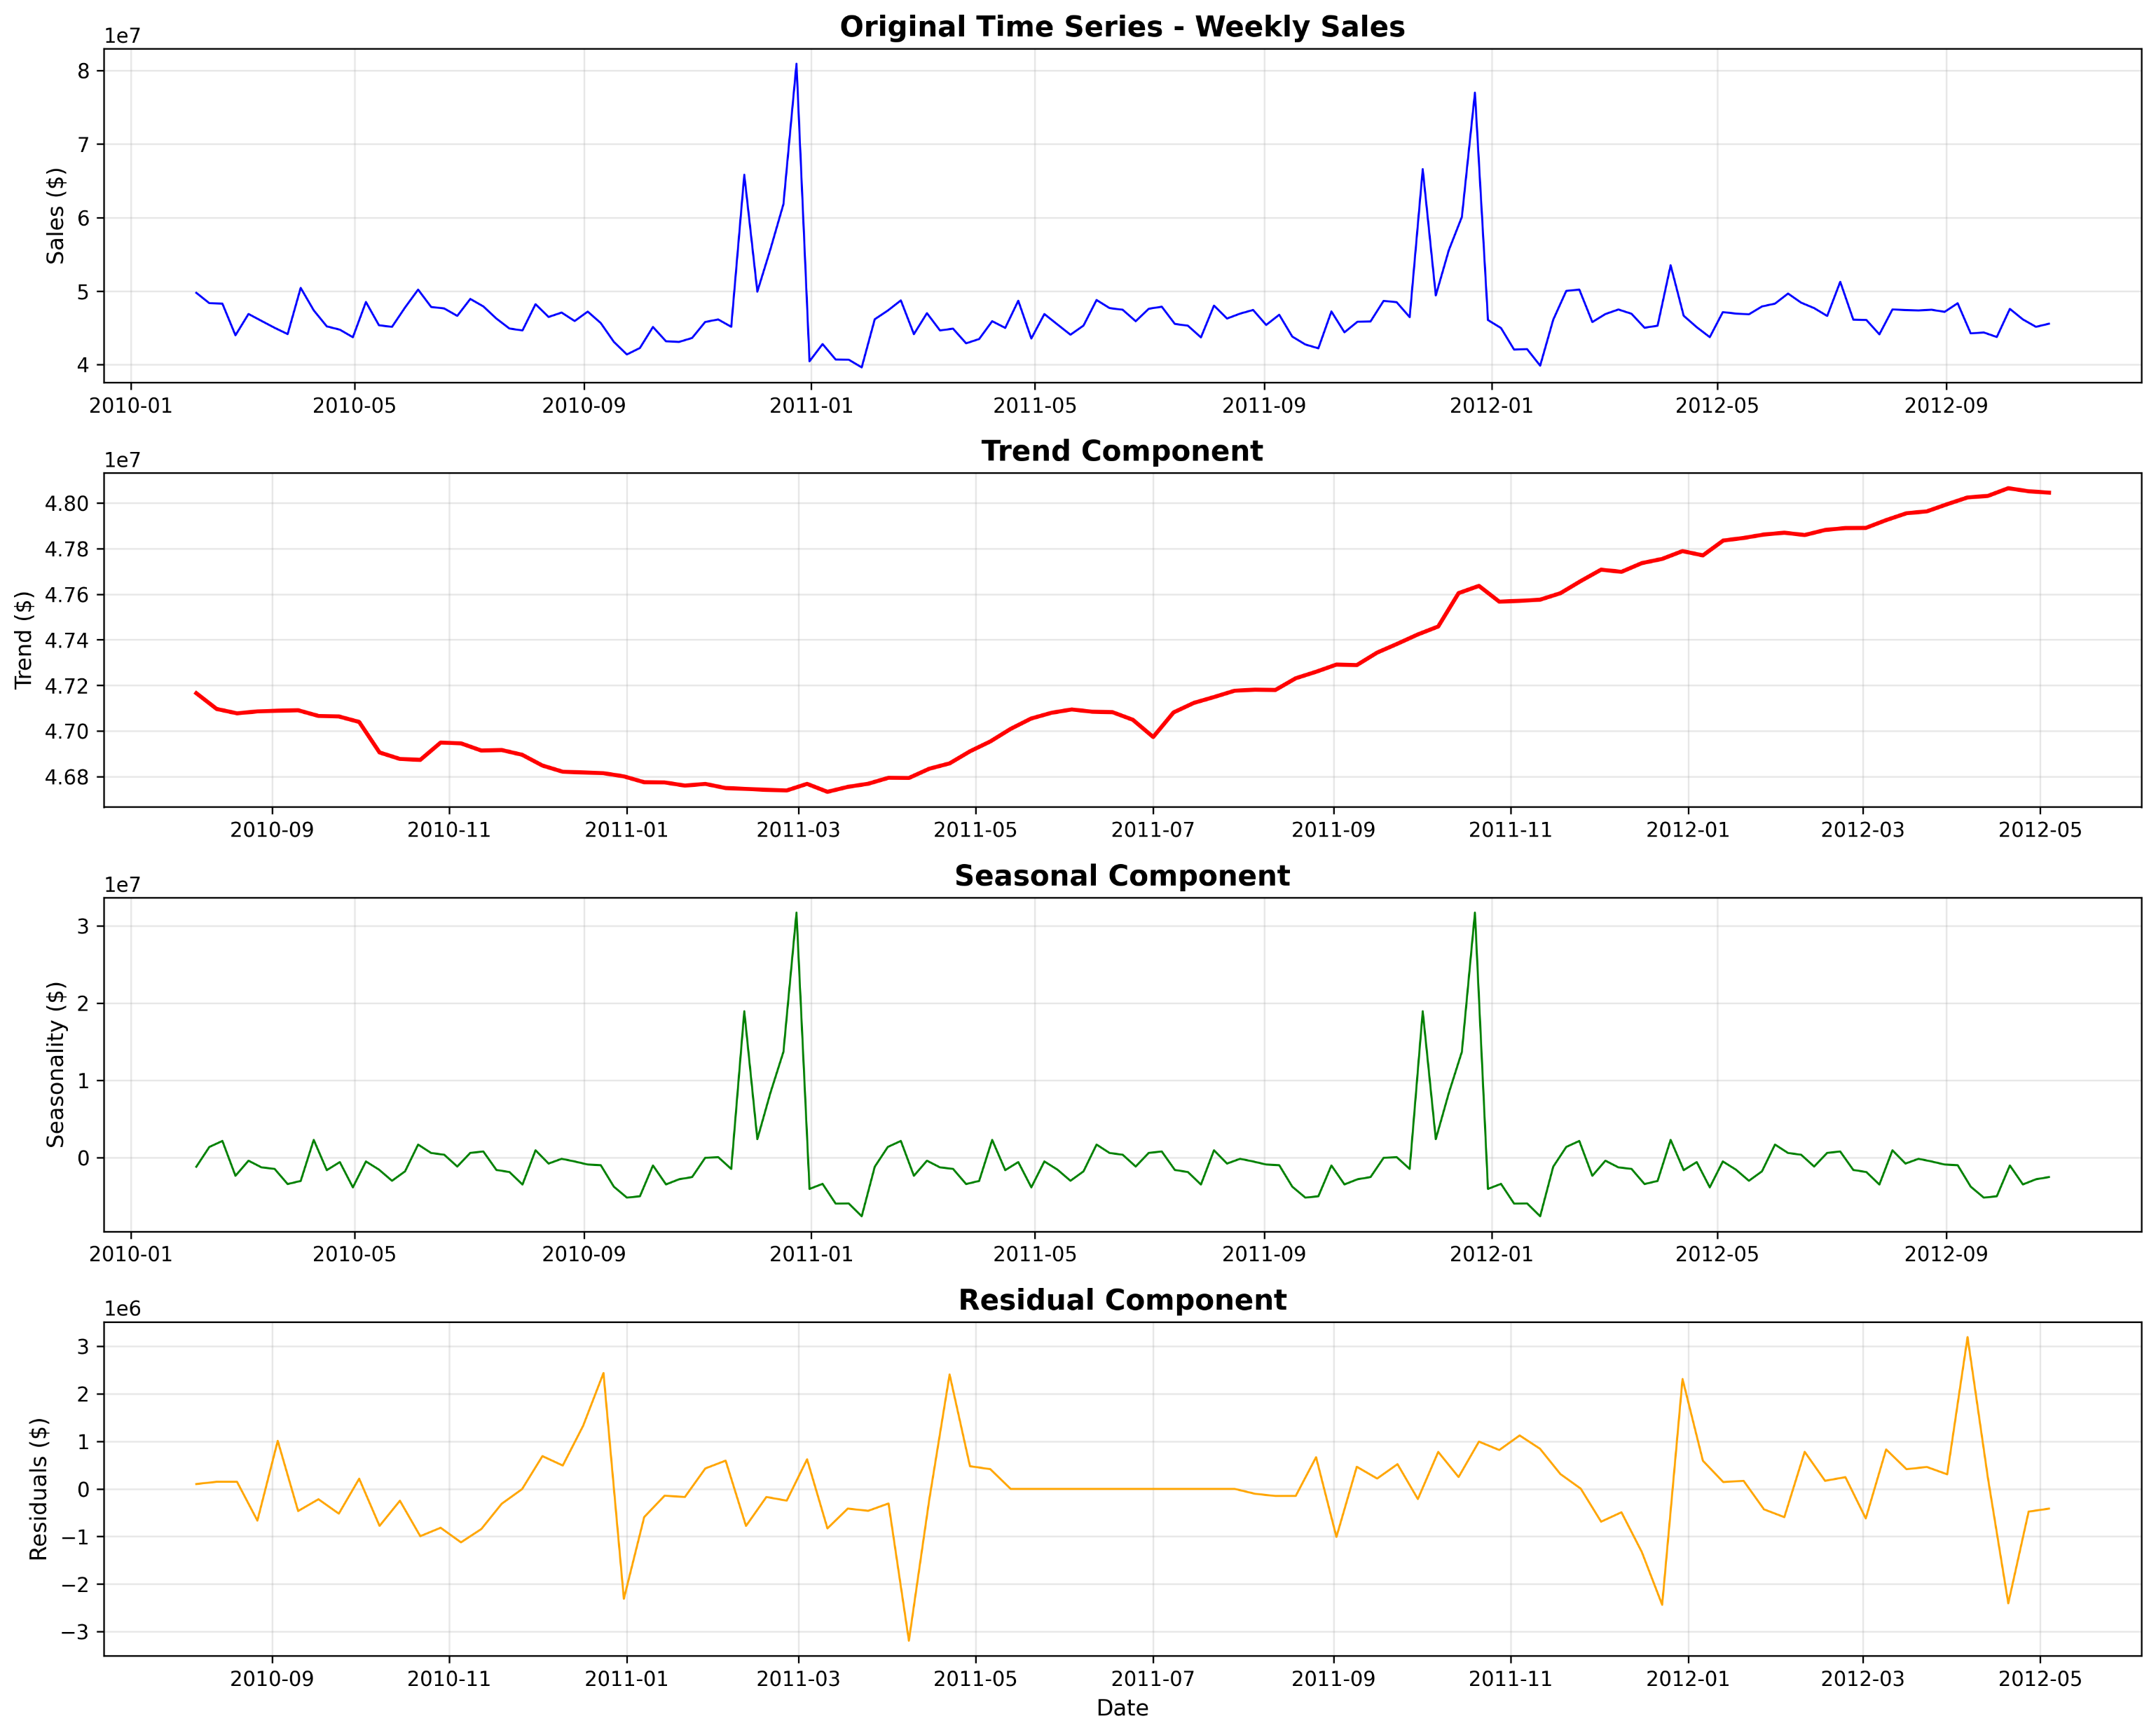 Original Time Series - Weekly Sales
1e7
Sales ($)
8
7
6
5
4
2010-01 2010-05 2010-09 2011-01 2011-05 2011-09 2012-01 2012-05 2012-09
Trend Component
1e7
Trend ($)
4.80
4.78
4.76
4.74
4.72
4.70
4.68
2010-09 2010-11 2011-01 2011-03 2011-05 2011-07 2011-09 2011-11 2012-01 2012-03 2012-05
Seasonal Component
1e7
Seasonality ($)
3
2
1
0
2010-01 2010-05 2010-09 2011-01 2011-05 2011-09 2012-01 2012-05 2012-09
Residual Component
1e6
Residuals ($)
3
2
1
0
−1
−2
−3
2010-09 2010-11 2011-01 2011-03 2011-05 2011-07 2011-09 2011-11 2012-01 2012-03 2012-05
Date